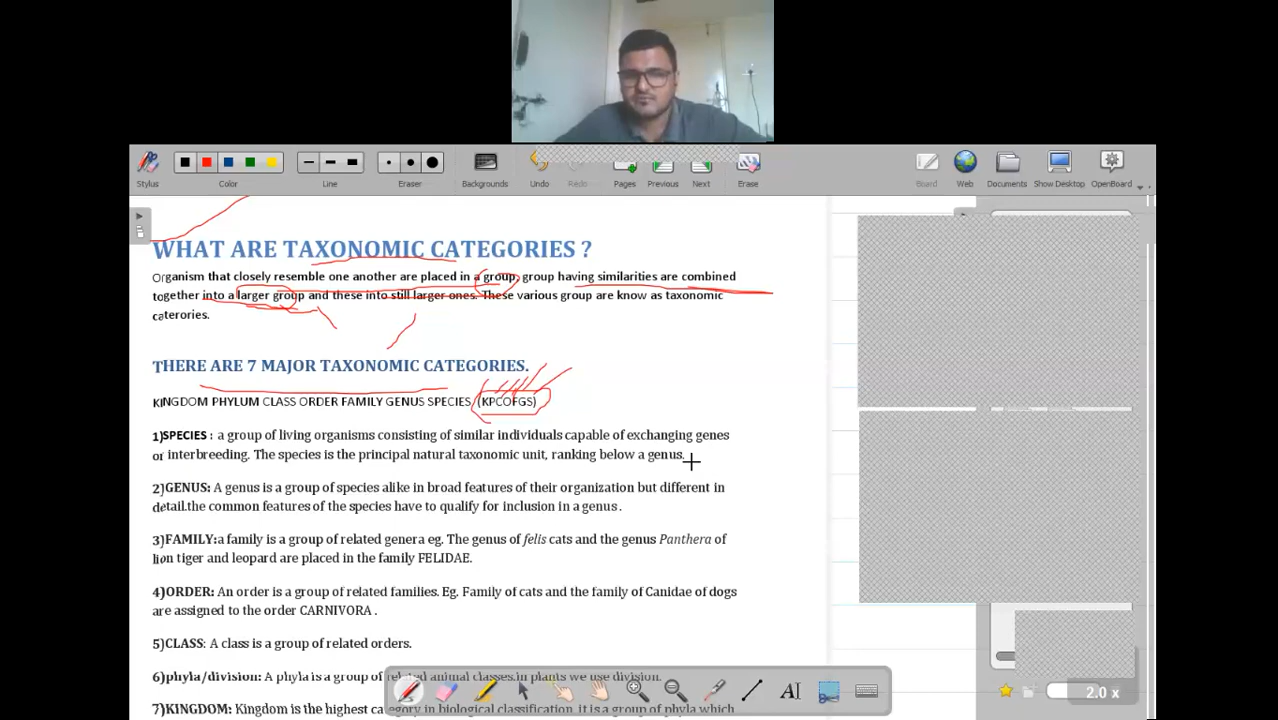 Stylus
Color
Line
Eraser
Backgrounds
Undo
Redo
Pages
Previous
Next
Erase
Board
Web
Documents
Show Desktop
OpenBoard
WHAT ARE TAXONOMIC CATEGORIES ?
Organism that closely resemble one another are placed in a group, group having similarities are combined
together into a larger group and these into still larger ones. These various group are know as taxonomic
caterories.
THERE ARE 7 MAJOR TAXONOMIC CATEGORIES.
KINGDOM PHYLUM CLASS ORDER FAMILY GENUS SPECIES (KPCOFGS)
1)SPECIES : a group of living organisms consisting of similar individuals capable of exchanging genes
or interbreeding. The species is the principal natural taxonomic unit, ranking below a genus.
2)GENUS: A genus is a group of species alike in broad features of their organization but different in
detail.the common features of the species have to qualify for inclusion in a genus .
3)FAMILY:a family is a group of related genera eg. The genus of felis cats and the genus Panthera of
lion tiger and leopard are placed in the family FELIDAE.
4)ORDER: An order is a group of related families. Eg. Family of cats and the family of Canidae of dogs
are assigned to the order CARNIVORA .
5)CLASS: A class is a group of related orders.
6)phyla/division: A phyla is a group of related animal classes.in plants we use division.
7)KINGDOM: Kingdom is the highest category in biological classification. it is a group of phyla which
AI
2.0 x